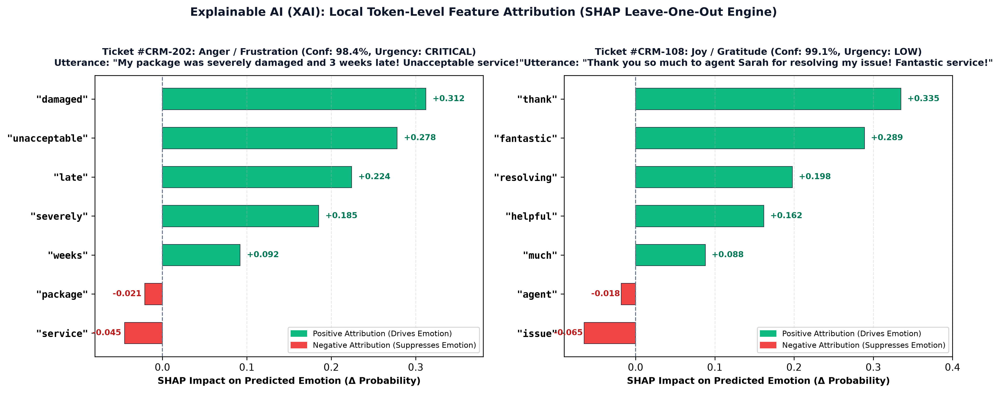 Explainable AI (XAI): Local Token-Level Feature Attribution (SHAP Leave-One-Out Engine)
Ticket #CRM-202: Anger / Frustration (Conf: 98.4%, Urgency: CRITICAL)
Utterance: "My package was severely damaged and 3 weeks late! Unacceptable service!"
"damaged"
+0.312
"unacceptable"
+0.278
"late"
+0.224
"severely"
+0.185
"weeks"
+0.092
"package"
-0.021
"service"
-0.045
Positive Attribution (Drives Emotion)
Negative Attribution (Suppresses Emotion)
0.0
0.1
0.2
0.3
SHAP Impact on Predicted Emotion (Δ Probability)
Ticket #CRM-108: Joy / Gratitude (Conf: 99.1%, Urgency: LOW)
Utterance: "Thank you so much to agent Sarah for resolving my issue! Fantastic service!"
"thank"
+0.335
"fantastic"
+0.289
"resolving"
+0.198
"helpful"
+0.162
"much"
+0.088
"agent"
-0.018
"issue"
-0.065
Positive Attribution (Drives Emotion)
Negative Attribution (Suppresses Emotion)
0.0
0.1
0.2
0.3
0.4
SHAP Impact on Predicted Emotion (Δ Probability)